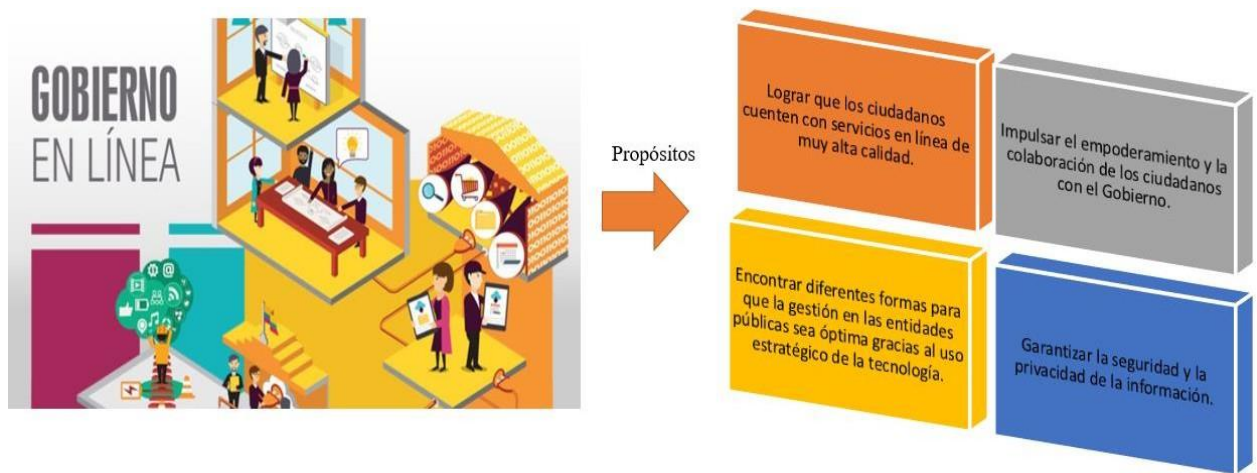 GOBIERNO
EN LÍNEA
Propósitos
Lograr que los ciudadanos
cuenten con servicios en línea de
muy alta calidad.
Impulsar el empoderamiento y la
colaboración de los ciudadanos
con el Gobierno.
Encontrar diferentes formas para
que la gestión en las entidades
públicas sea óptima gracias al uso
estratégico de la tecnología.
Garantizar la seguridad y la
privacidad de la información.